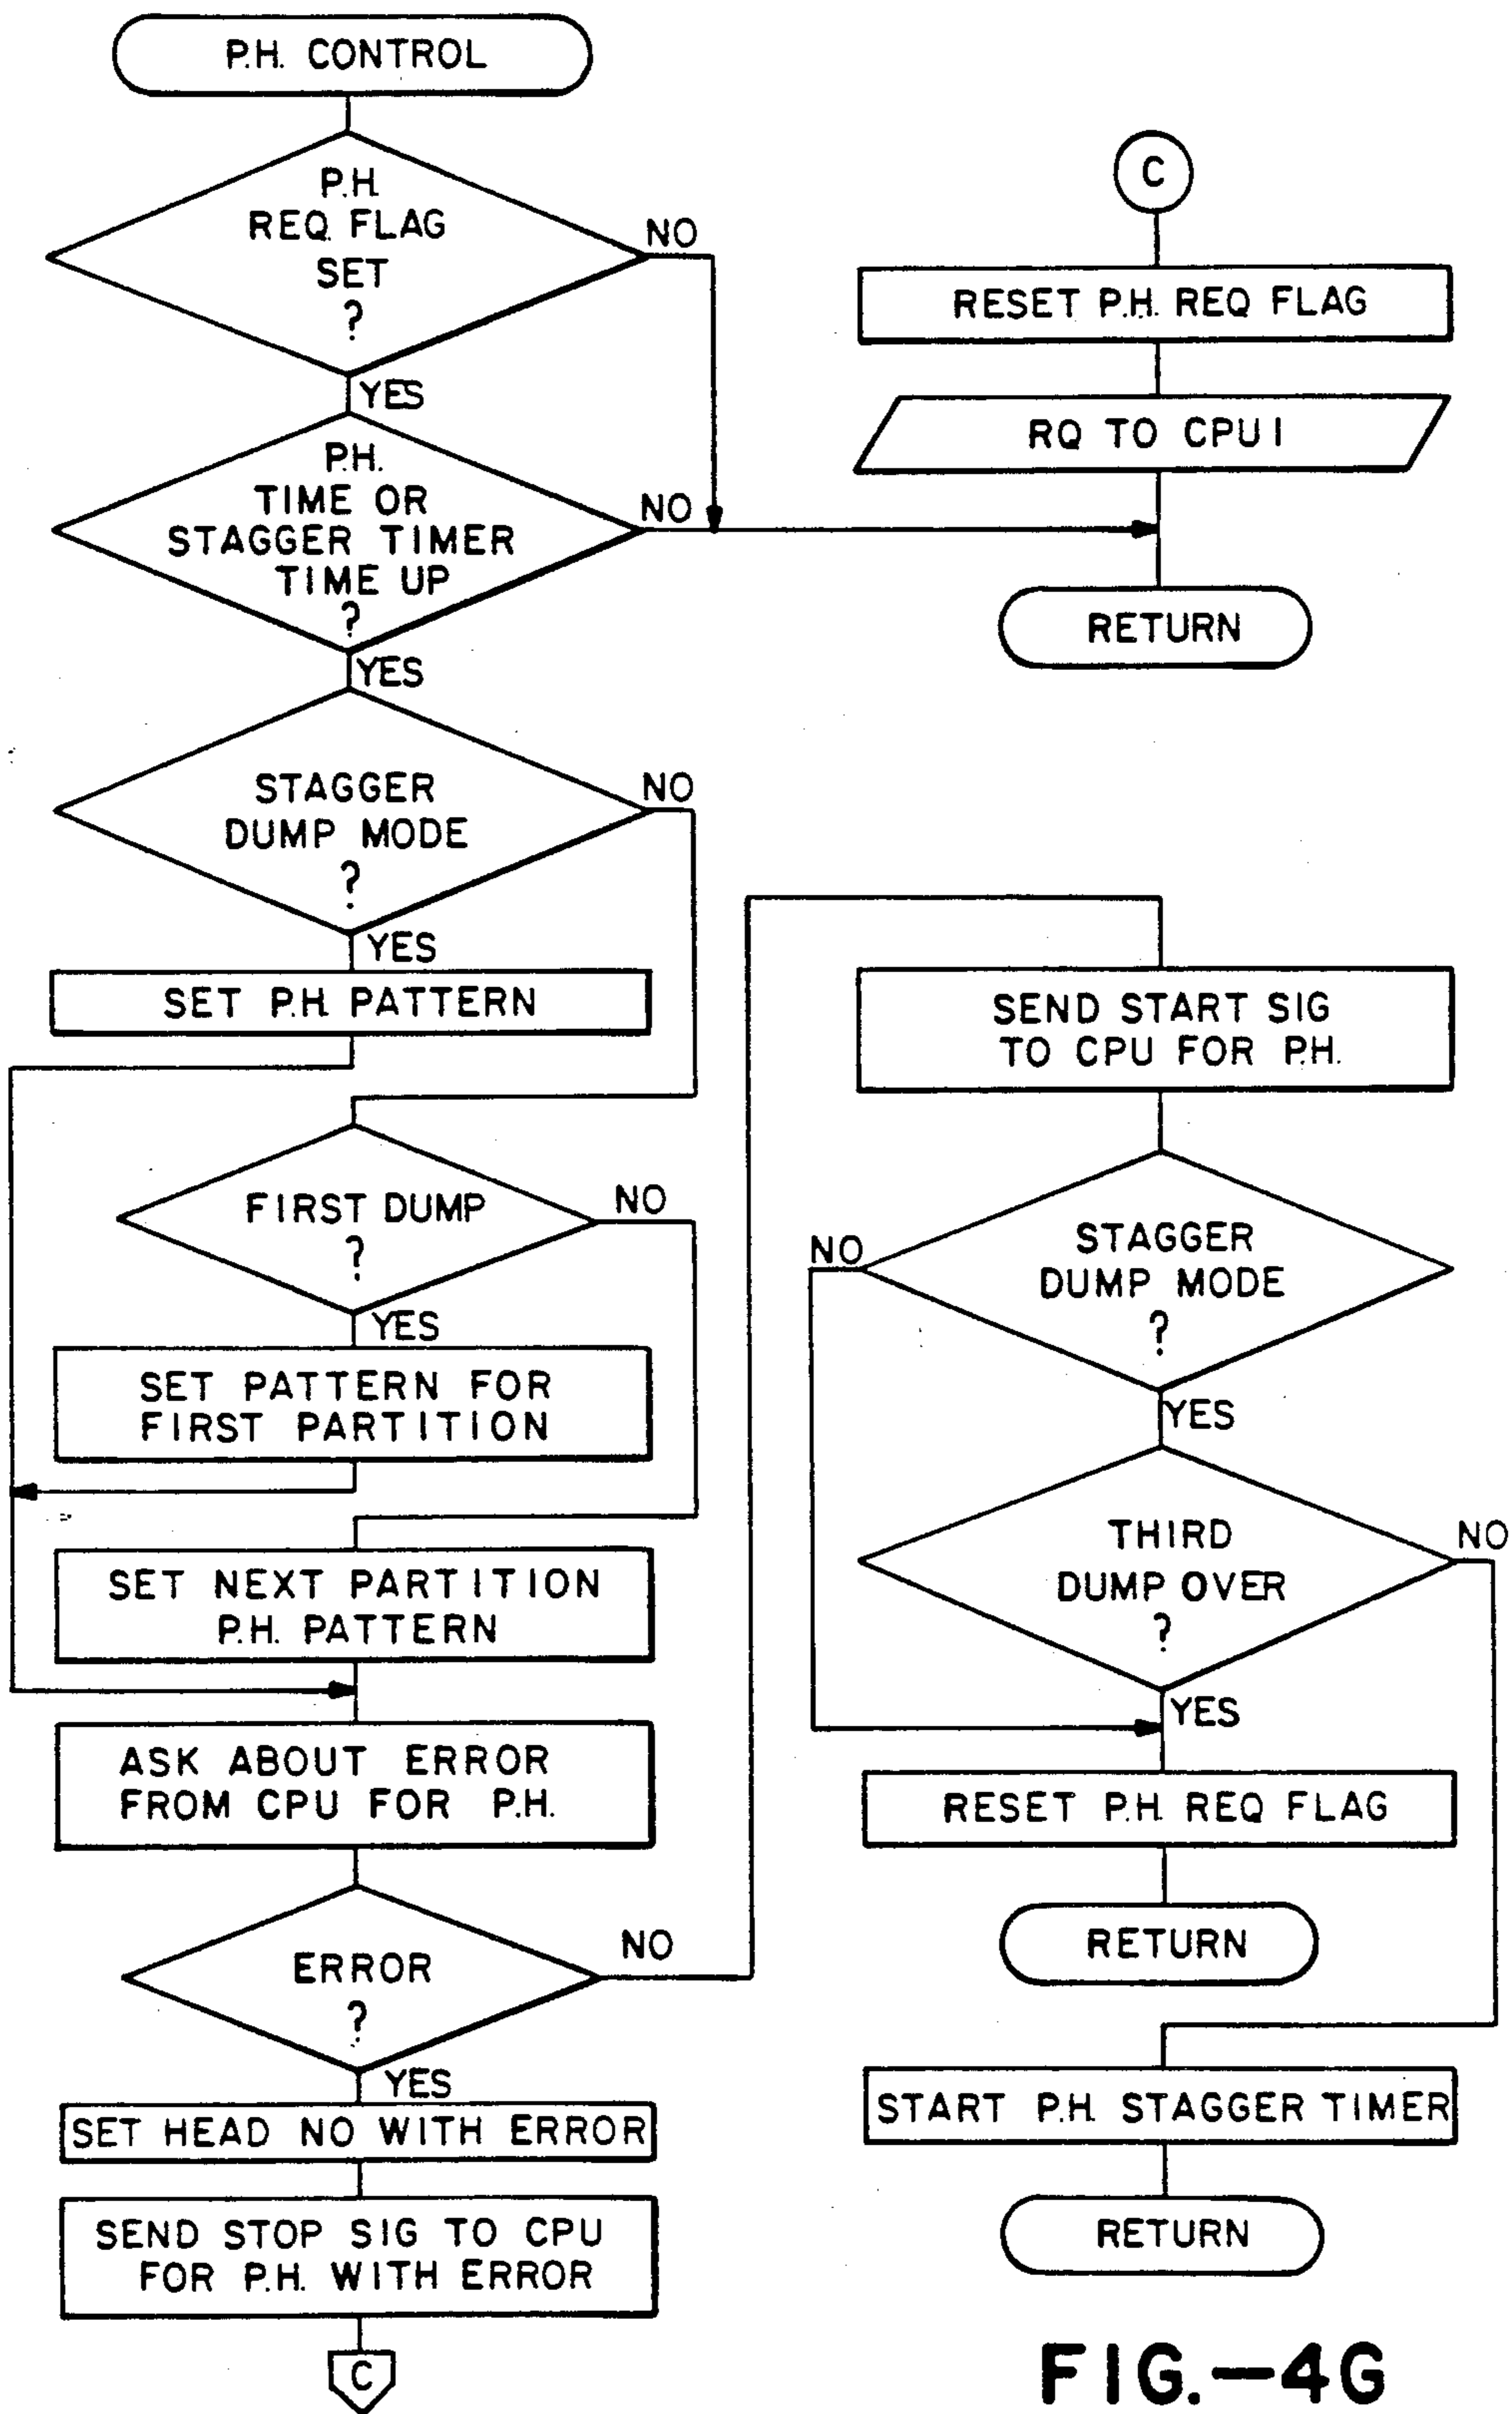 P.H. CONTROL
P.H.
REQ. FLAG
SET
?
NO
YES
P.H.
TIME OR
STAGGER TIMER
TIME UP
?
NO
YES
STAGGER
DUMP MODE
?
NO
YES
SET P.H. PATTERN
FIRST DUMP
?
NO
YES
SET PATTERN FOR
FIRST PARTITION
SET NEXT PARTITION
P.H. PATTERN
ASK ABOUT ERROR
FROM CPU FOR P.H.
ERROR
?
NO
YES
SET HEAD NO WITH ERROR
SEND STOP SIG TO CPU
FOR P.H. WITH ERROR
C
C
RESET P.H. REQ FLAG
RQ TO CPU I
RETURN
SEND START SIG
TO CPU FOR P.H.
STAGGER
DUMP MODE
?
NO
YES
THIRD
DUMP OVER
?
NO
YES
RESET P.H. REQ FLAG
RETURN
START P.H. STAGGER TIMER
RETURN
FIG.—4G